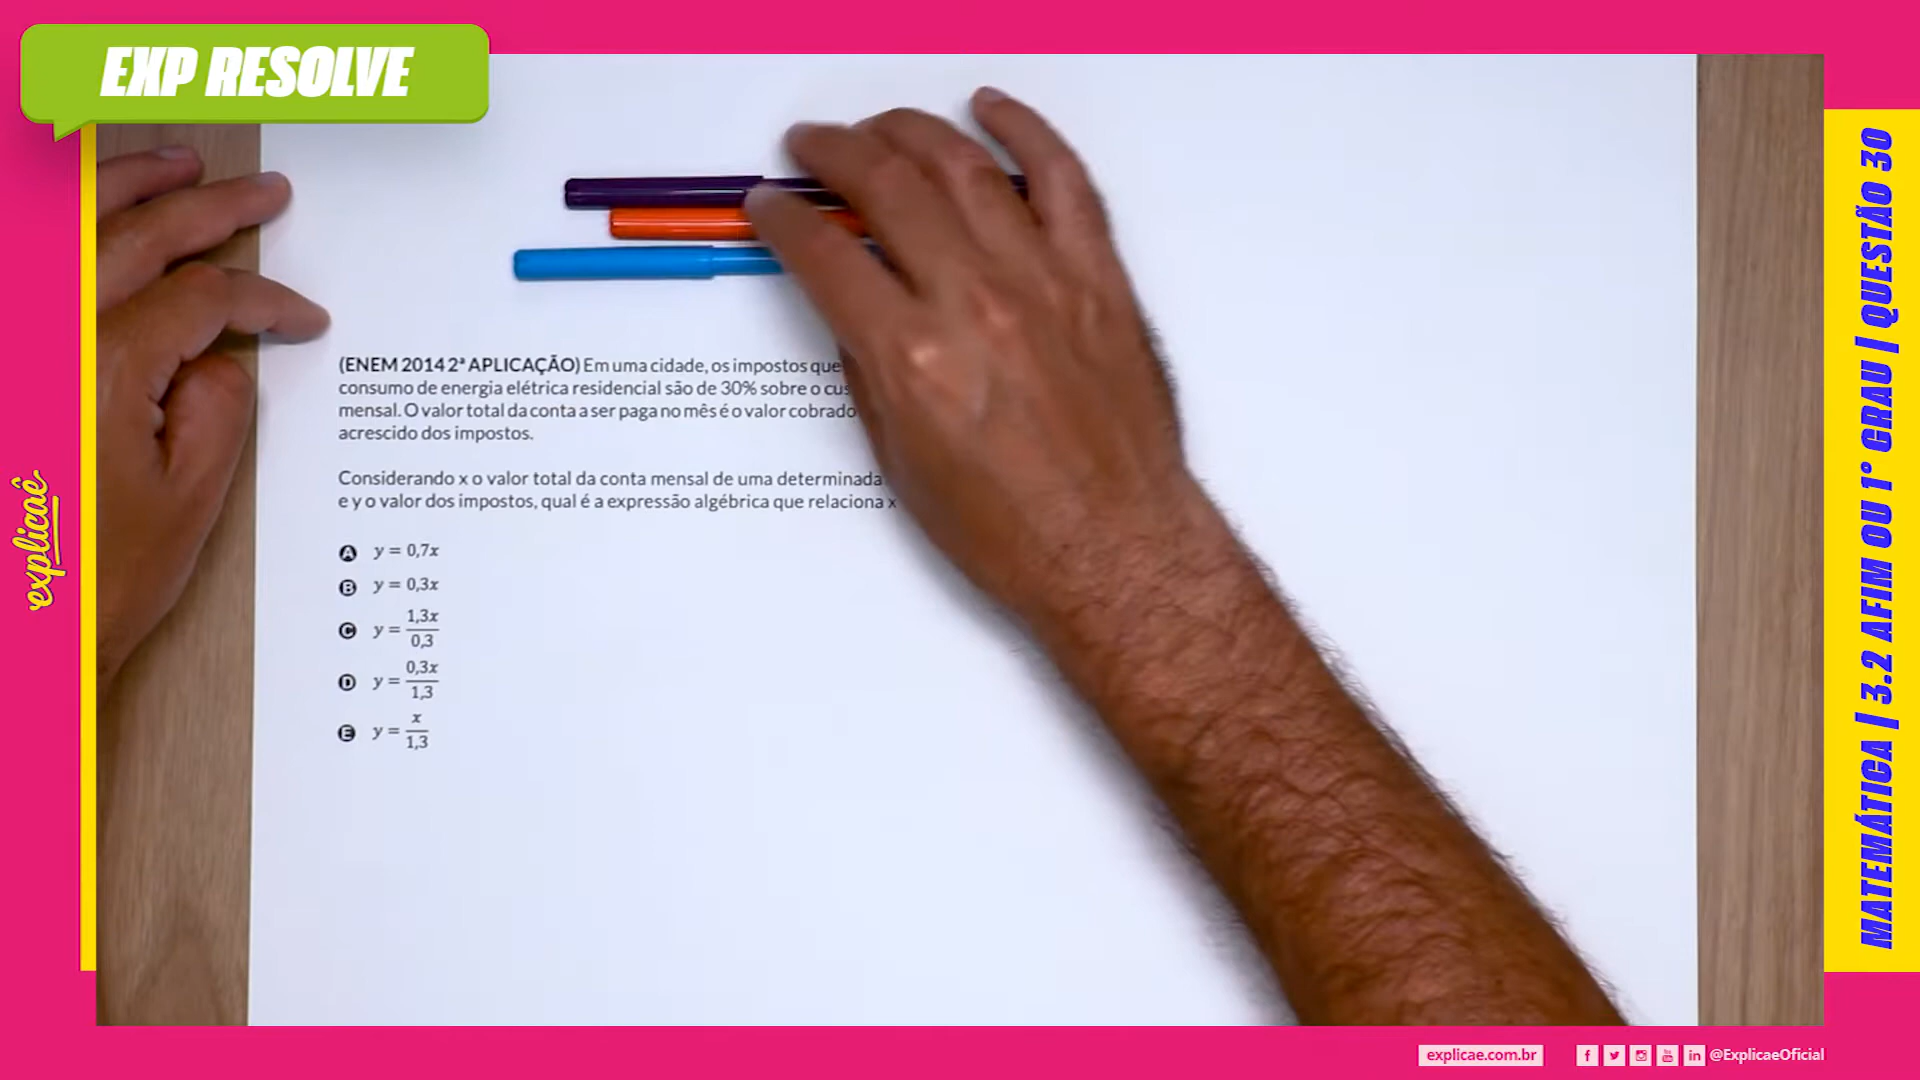 EXP RESOLVE
(ENEM 2014 2ª APLICAÇÃO) Em uma cidade, os impostos que
consumo de energia elétrica residencial são de 30% sobre o
mensal. O valor total da conta a ser paga no mês é o valor cobrado
acrescido dos impostos.
Considerando x o valor total da conta mensal de uma determinada
e y o valor dos impostos, qual é a expressão algébrica que relaciona x
A y = 0,7x
B y = 0,3x
C y = 1,3x / 0,3
D y = 0,3x / 1,3
E y = x / 1,3
explicaê
MATEMÁTICA | 3.2 AFIM OU 1° GRAU | QUESTÃO 30
explicae.com.br
@ExplicaeOficial